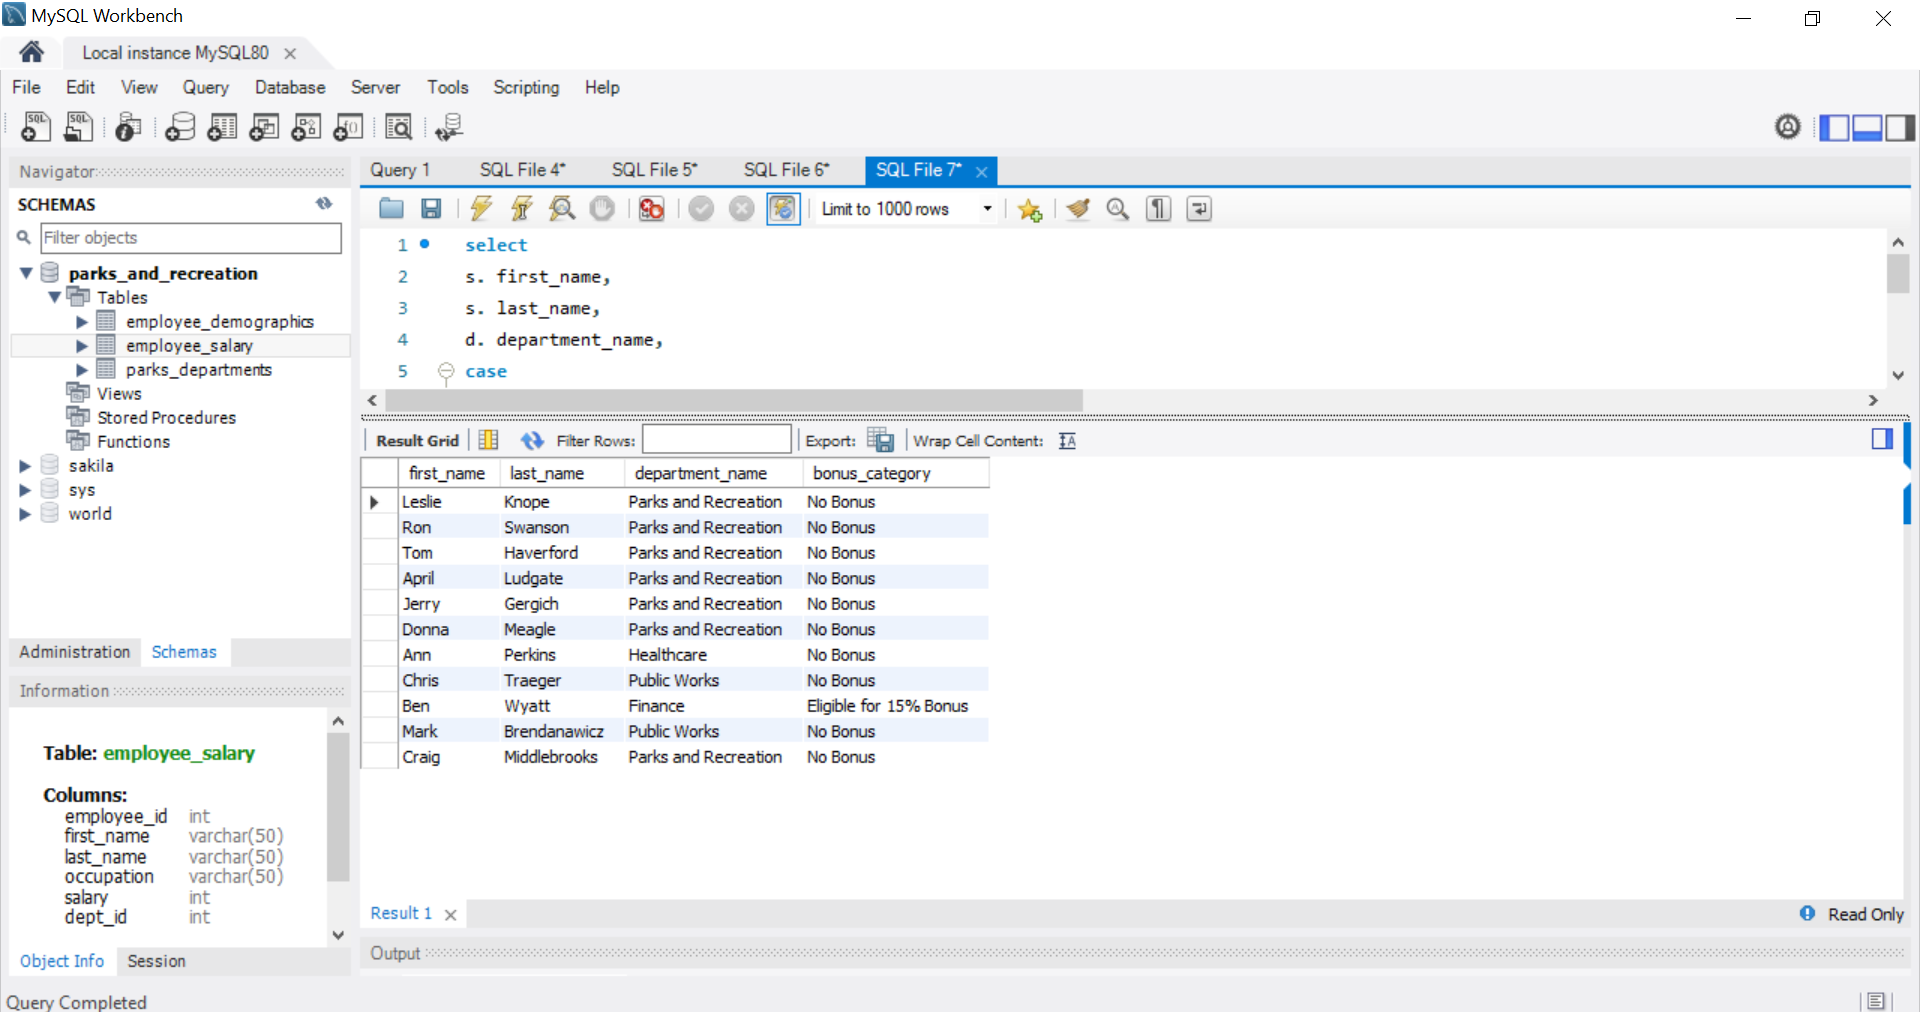 MySQL Workbench
Local instance MySQL80
File Edit View Query Database Server Tools Scripting Help
Navigator
SCHEMAS
Filter objects
parks_and_recreation
Tables
employee_demographics
employee_salary
parks_departments
Views
Stored Procedures
Functions
sakila
sys
world
Administration Schemas
Information
Table: employee_salary
Columns:
employee_id int
first_name varchar(50)
last_name varchar(50)
occupation varchar(50)
salary int
dept_id int
Object Info Session
Query 1 SQL File 4* SQL File 5* SQL File 6* SQL File 7*
Limit to 1000 rows
1 select
2 s. first_name,
3 s. last_name,
4 d. department_name,
5 case
Result Grid Filter Rows: Export: Wrap Cell Content:
first_name last_name department_name bonus_category
Leslie Knope Parks and Recreation No Bonus
Ron Swanson Parks and Recreation No Bonus
Tom Haverford Parks and Recreation No Bonus
April Ludgate Parks and Recreation No Bonus
Jerry Gergich Parks and Recreation No Bonus
Donna Meagle Parks and Recreation No Bonus
Ann Perkins Healthcare No Bonus
Chris Traeger Public Works No Bonus
Ben Wyatt Finance Eligible for 15% Bonus
Mark Brendanawicz Public Works No Bonus
Craig Middlebrooks Parks and Recreation No Bonus
Result 1
Read Only
Output
Query Completed